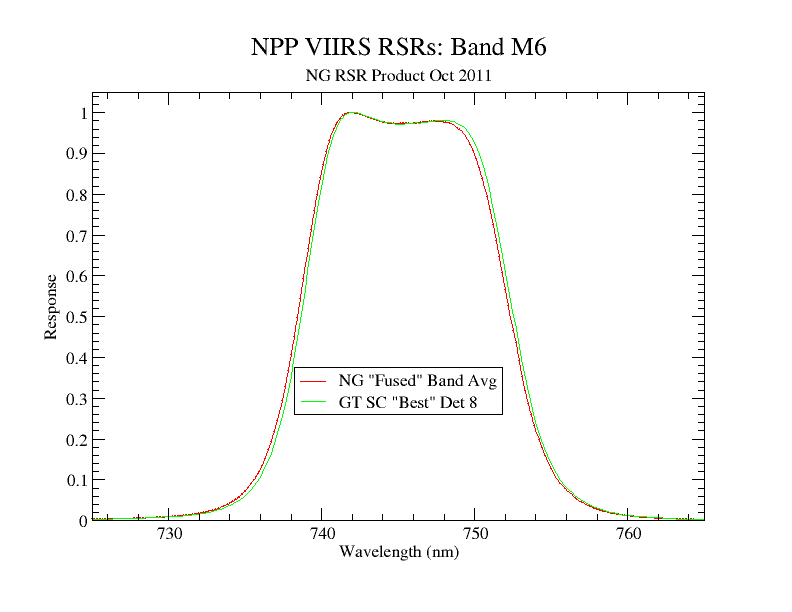 NPP VIIRS RSRs: Band M6
NG RSR Product Oct 2011
1
0.9
0.8
0.7
0.6
0.5
0.4
0.3
0.2
0.1
0
Response
NG "Fused" Band Avg
GT SC "Best" Det 8
730 740 750 760
Wavelength (nm)